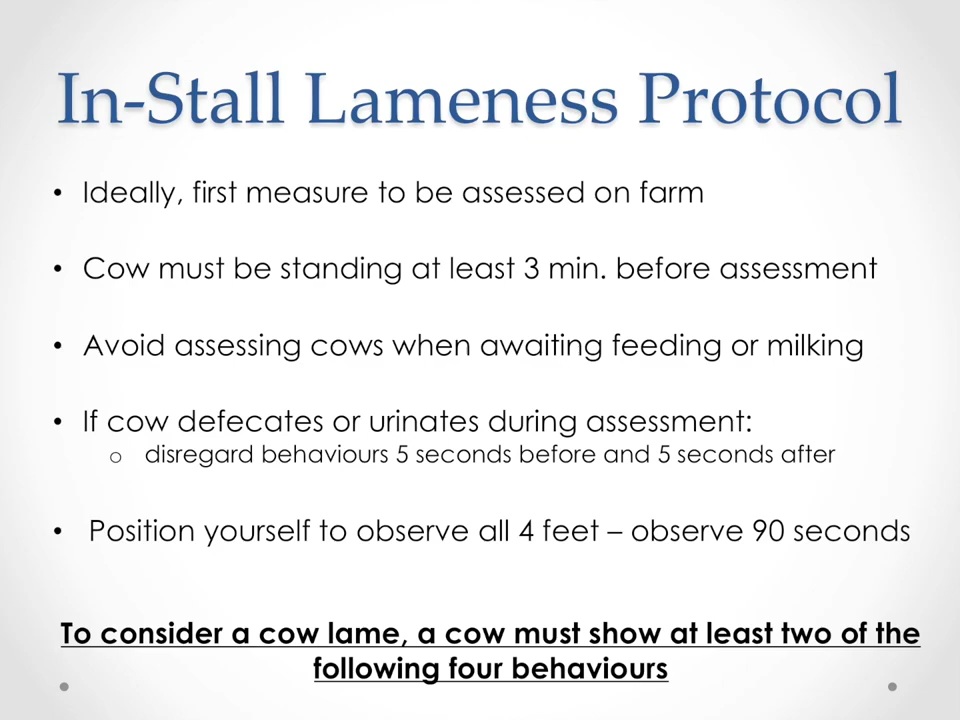 In-Stall Lameness Protocol
• Ideally, first measure to be assessed on farm
• Cow must be standing at least 3 min. before assessment
• Avoid assessing cows when awaiting feeding or milking
• If cow defecates or urinates during assessment:
o disregard behaviours 5 seconds before and 5 seconds after
• Position yourself to observe all 4 feet – observe 90 seconds
To consider a cow lame, a cow must show at least two of the
following four behaviours